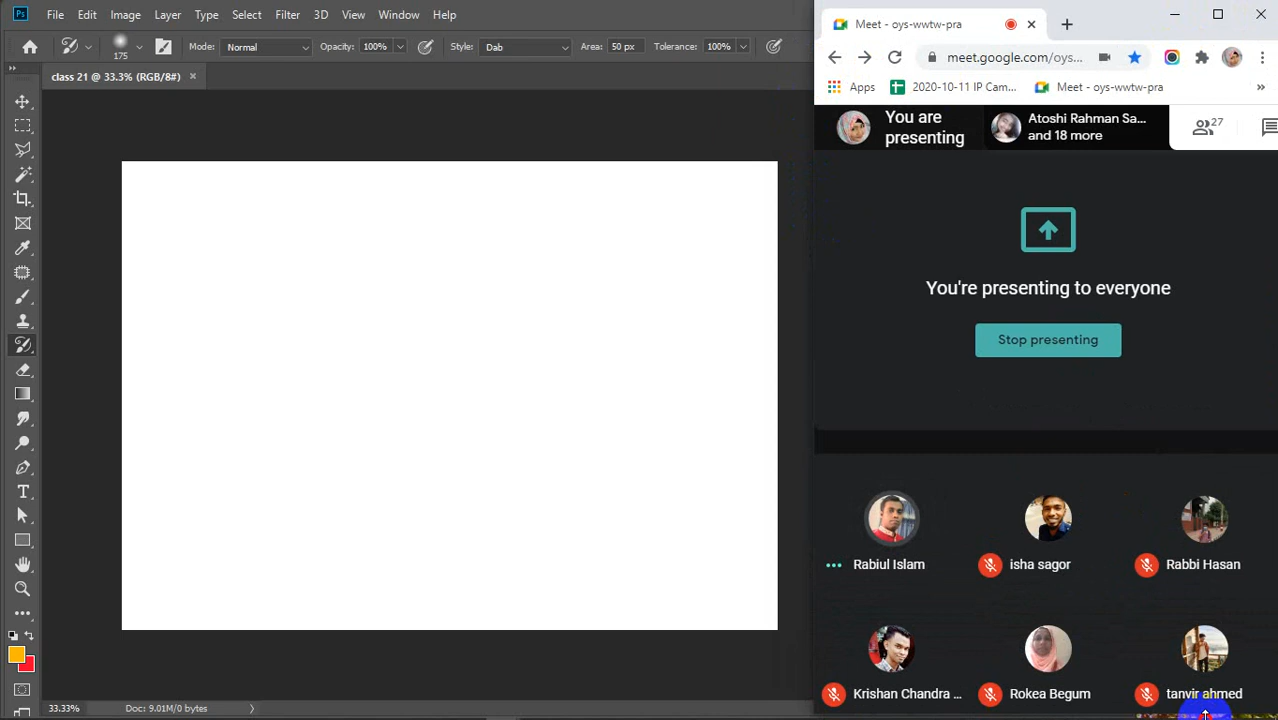 Ps File Edit Image Layer Type Select Filter 3D View Window Help
175 Mode: Normal Opacity: 100% Style: Dab Area: 50 px Tolerance: 100%
class 21 @ 33.3% (RGB/8#) ×
T
33.33% Doc: 9.01M/0 bytes
Meet - oys-wwtw-pra
meet.google.com/oys...
Apps 2020-10-11 IP Cam... Meet - oys-wwtw-pra »
You are
presenting
Atoshi Rahman Sa...
and 18 more
27
You're presenting to everyone
Stop presenting
Rabiul Islam isha sagor Rabbi Hasan
Krishan Chandra ... Rokea Begum tanvir ahmed